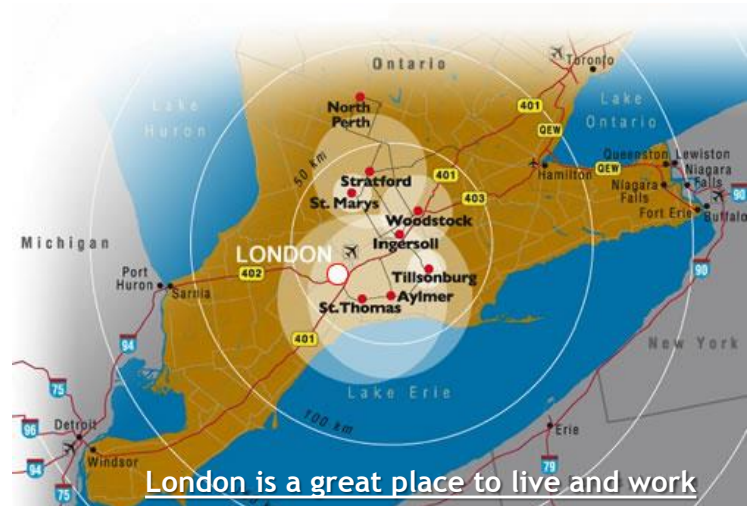 Ontario
Toronto
Lake
Huron
North
Perth
401
Lake
Ontario
QEW
50 km
Stratford
401
Hamilton
QEW
Queenston
Lewiston
Niagara
Falls
St. Marys
403
Niagara
Falls
90
Woodstock
Fort Erie
Buffalo
Michigan
Ingersoll
LONDON
402
Port
Huron
Sarnia
Tillsonburg
90
St.Thomas
Aylmer
94
401
New York
75
Lake Erie
100 km
96
Detroit
Erie
94
Windsor
79
75
London is a great place to live and work